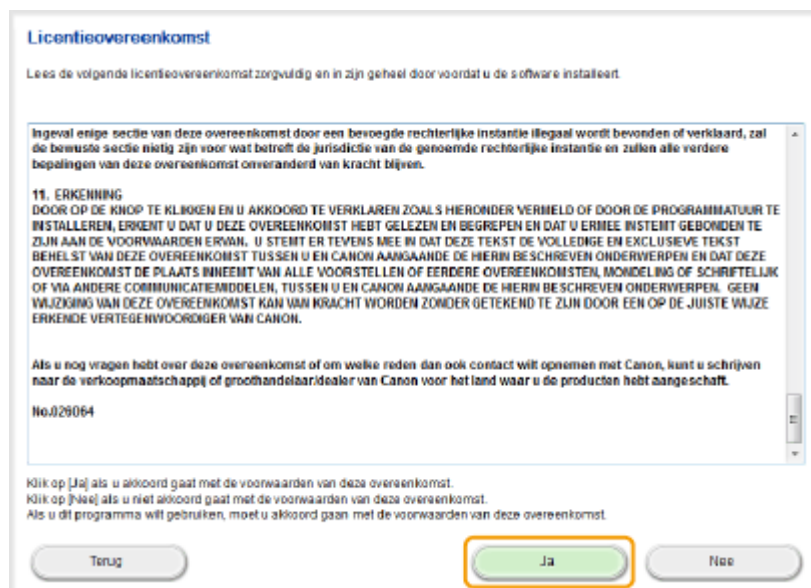 Licentieovereenkomst
Lees de volgende licentieovereenkomst zorgvuldig en in zijn geheel door voordat u de software installeert.
Ingeval enige sectie van deze overeenkomst door een bevoegde rechterlijke instantie illegaal wordt bevonden of verklaard, zal
de bewuste sectie nietig zijn voor wat betreft de jurisdictie van de genoemde rechterlijke instantie en zullen alle verdere
bepalingen van deze overeenkomst onveranderd van kracht blijven.
11. ERKENNING
DOOR OP DE KNOP TE KLIKKEN EN U AKKOORD TE VERKLAREN ZOALS HIERONDER VERMELD OF DOOR DE PROGRAMMATUUR TE
INSTALLEREN, ERKENT U DAT U DEZE OVEREENKOMST HEBT GELEZEN EN BEGREPEN EN DAT U ERMEE INSTEMT GEBONDEN TE
ZIJN AAN DE VOORWAARDEN ERVAN. U STEMT ER TEVENS MEE IN DAT DEZE TEKST DE VOLLEDIGE EN EXCLUSIEVE TEKST
BEHELST VAN DEZE OVEREENKOMST TUSSEN U EN CANON AANGAANDE DE HIERIN BESCHREVEN ONDERWERPEN EN DAT DEZE
OVEREENKOMST DE PLAATS INNEEMT VAN ALLE VOORSTELLEN OF EERDERE OVEREENKOMSTEN, MONDELING OF SCHRIFTELIJK
OF VIA ANDERE COMMUNICATIEMIDDELEN, TUSSEN U EN CANON AANGAANDE DE HIERIN BESCHREVEN ONDERWERPEN. GEEN
WIJZIGING VAN DEZE OVEREENKOMST KAN VAN KRACHT WORDEN ZONDER GETEKEND TE ZIJN DOOR EEN OP DE JUISTE WIJZE
ERKENDE VERTEGENWOORDIGER VAN CANON.
Als u nog vragen hebt over deze overeenkomst of om welke reden dan ook contact wilt opnemen met Canon, kunt u schrijven
naar de verkoopmaatschappij of groothandelaar/dealer van Canon voor het land waar u de producten hebt aangeschaft.
No.026064
Klik op [Ja] als u akkoord gaat met de voorwaarden van deze overeenkomst.
Klik op [Nee] als u niet akkoord gaat met de voorwaarden van deze overeenkomst.
Als u dit programma wilt gebruiken, moet u akkoord gaan met de voorwaarden van deze overeenkomst.
Terug Ja Nee